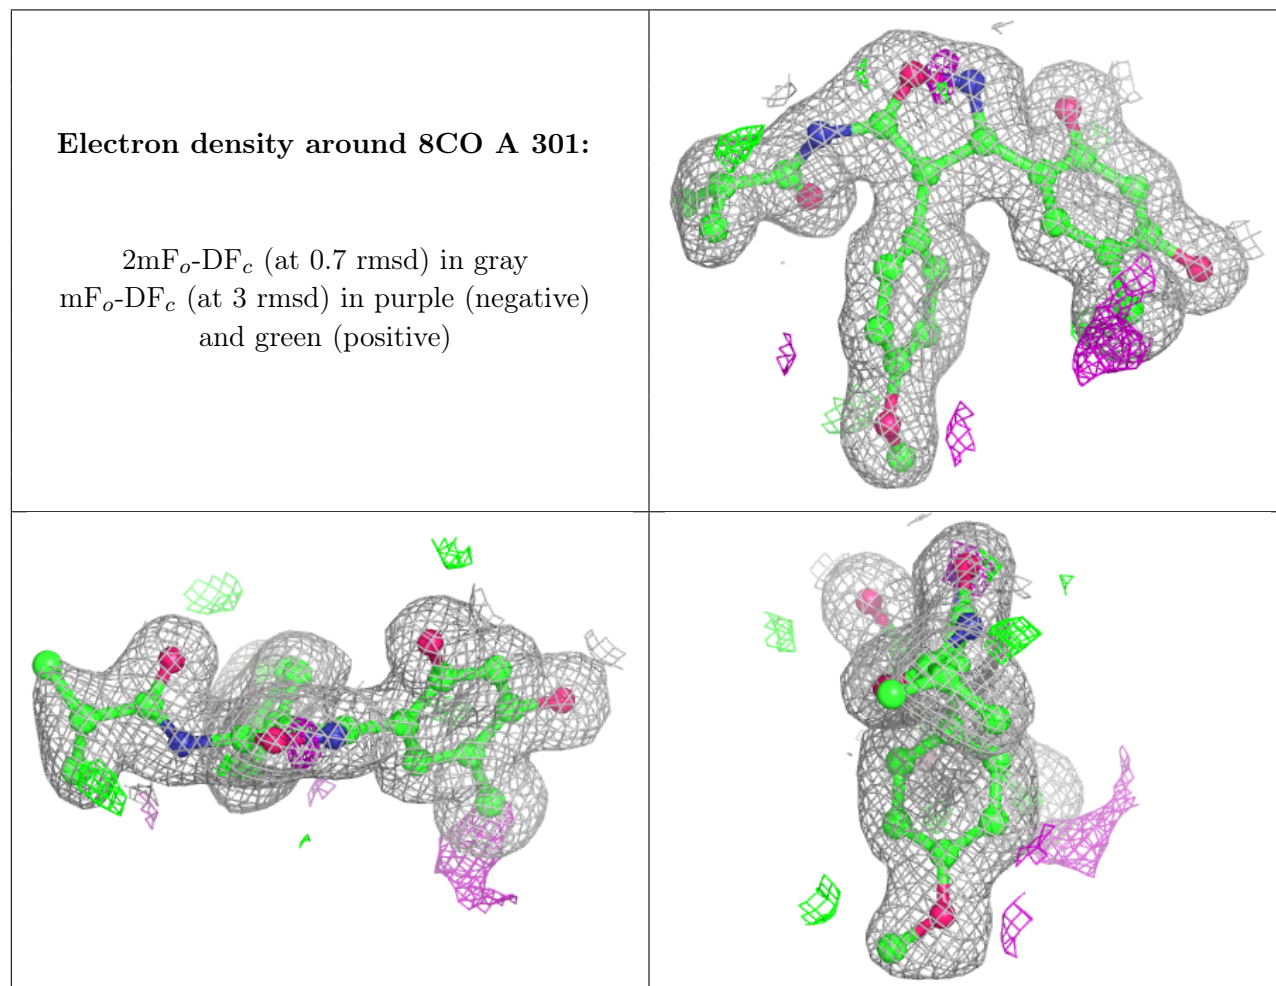 Electron density around 8CO A 301:
2mFo-DFc (at 0.7 rmsd) in gray
mFo-DFc (at 3 rmsd) in purple (negative)
and green (positive)